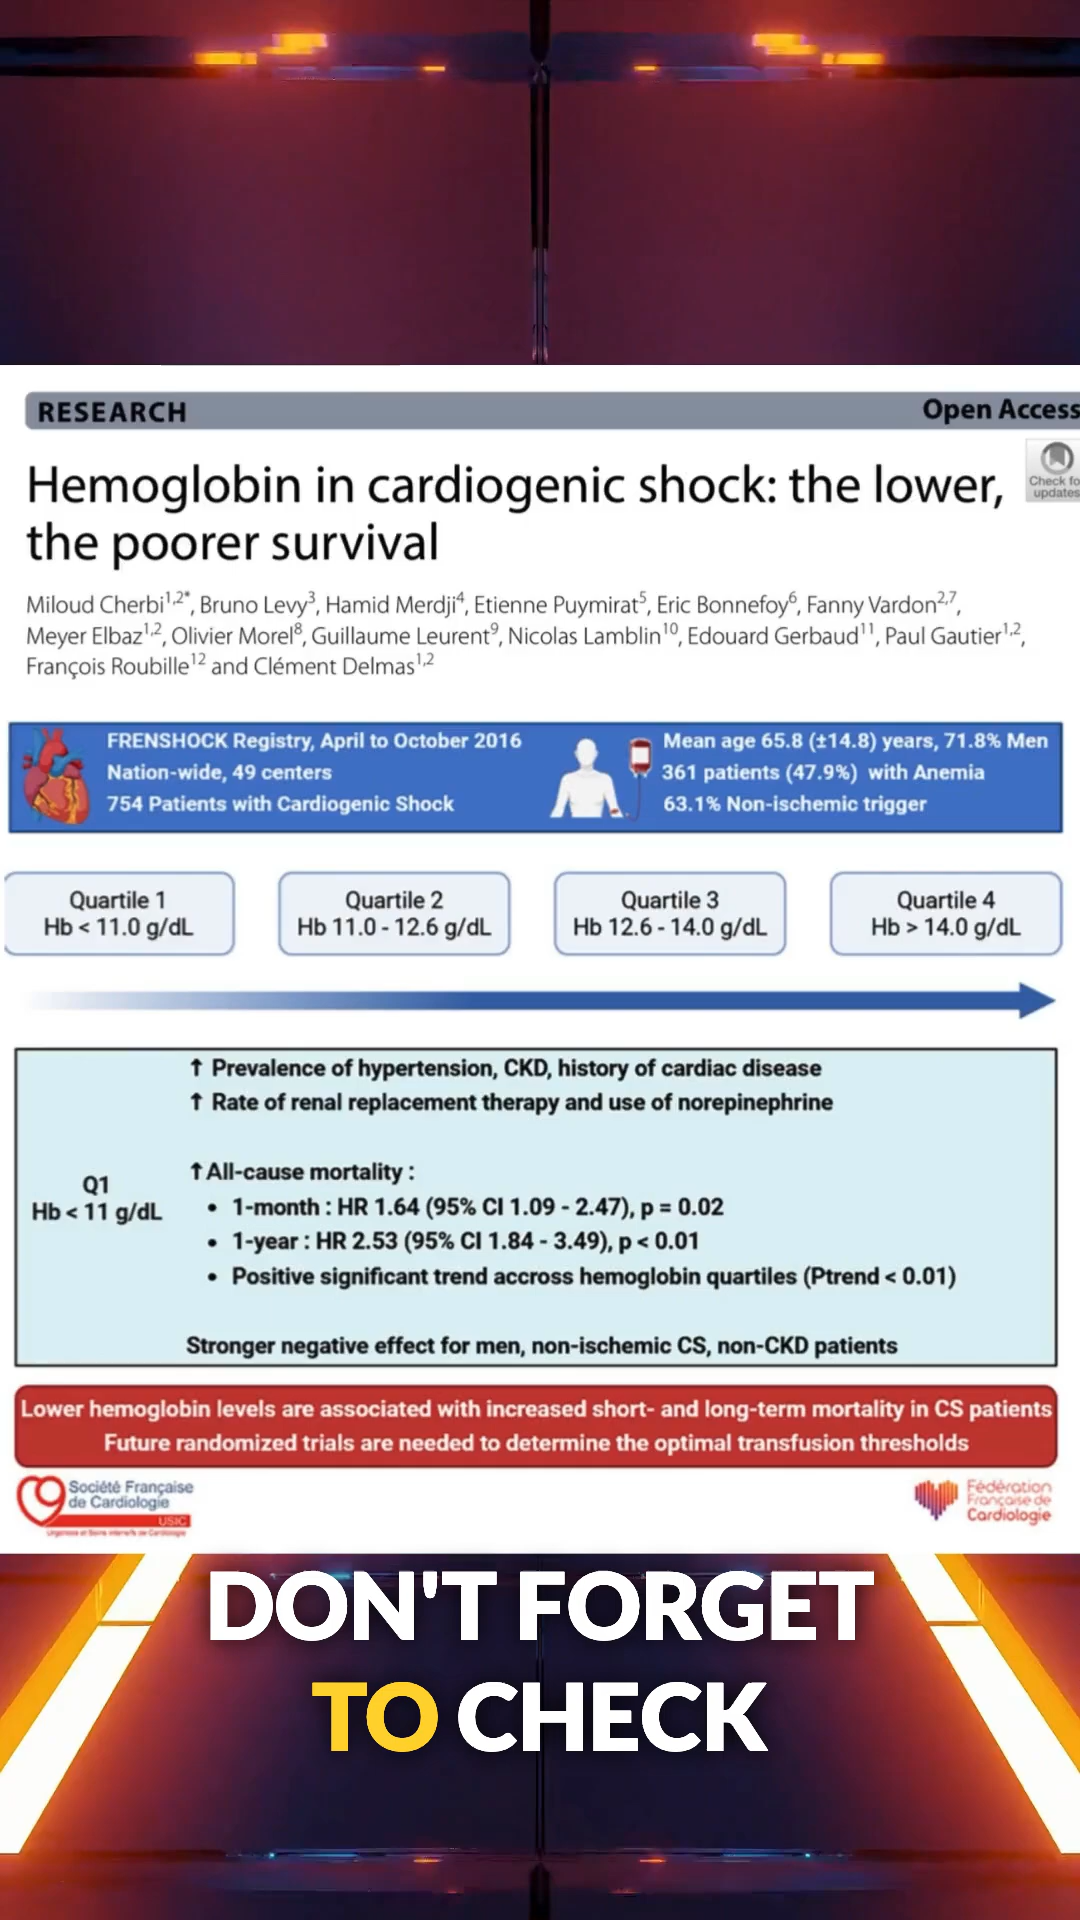 RESEARCH
Open Access
Hemoglobin in cardiogenic shock: the lower,
the poorer survival
Check fo
updates
Miloud Cherbi1,2*, Bruno Levy3, Hamid Merdji4, Etienne Puymirat5, Eric Bonnefoy6, Fanny Vardon2,7,
Meyer Elbaz1,2, Olivier Morel8, Guillaume Leurent9, Nicolas Lamblin10, Edouard Gerbaud11, Paul Gautier1,2,
François Roubille12 and Clément Delmas1,2
FRENSHOCK Registry, April to October 2016
Nation-wide, 49 centers
754 Patients with Cardiogenic Shock
Mean age 65.8 (±14.8) years, 71.8% Men
361 patients (47.9%) with Anemia
63.1% Non-ischemic trigger
Quartile 1
Hb < 11.0 g/dL
Quartile 2
Hb 11.0 - 12.6 g/dL
Quartile 3
Hb 12.6 - 14.0 g/dL
Quartile 4
Hb > 14.0 g/dL
Q1
Hb < 11 g/dL
↑ Prevalence of hypertension, CKD, history of cardiac disease
↑ Rate of renal replacement therapy and use of norepinephrine
↑ All-cause mortality :
• 1-month : HR 1.64 (95% CI 1.09 - 2.47), p = 0.02
• 1-year : HR 2.53 (95% CI 1.84 - 3.49), p < 0.01
• Positive significant trend accross hemoglobin quartiles (Ptrend < 0.01)
Stronger negative effect for men, non-ischemic CS, non-CKD patients
Lower hemoglobin levels are associated with increased short- and long-term mortality in CS patients
Future randomized trials are needed to determine the optimal transfusion thresholds
Société Française
de Cardiologie
USIC
Urgences et Soins Intensifs de Cardiologie
Fédération
Française de
Cardiologie
DON'T FORGET
TO CHECK